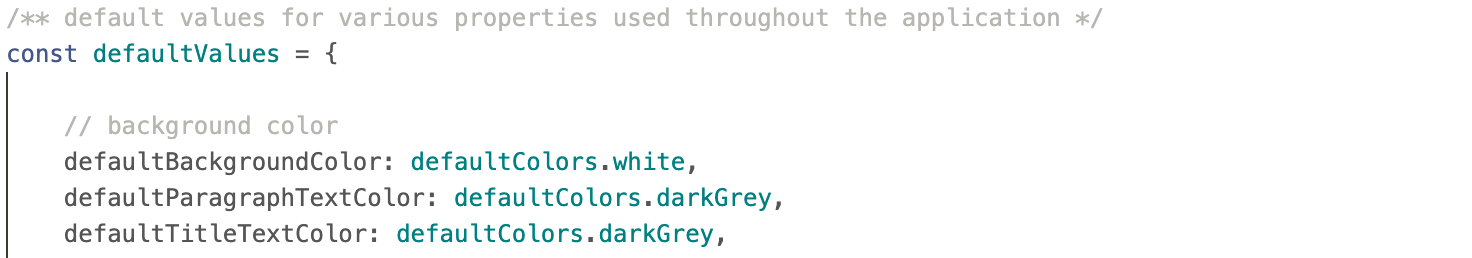 /** default values for various properties used throughout the application */
const defaultValues = {
// background color
defaultBackgroundColor: defaultColors.white,
defaultParagraphTextColor: defaultColors.darkGrey,
defaultTitleTextColor: defaultColors.darkGrey,